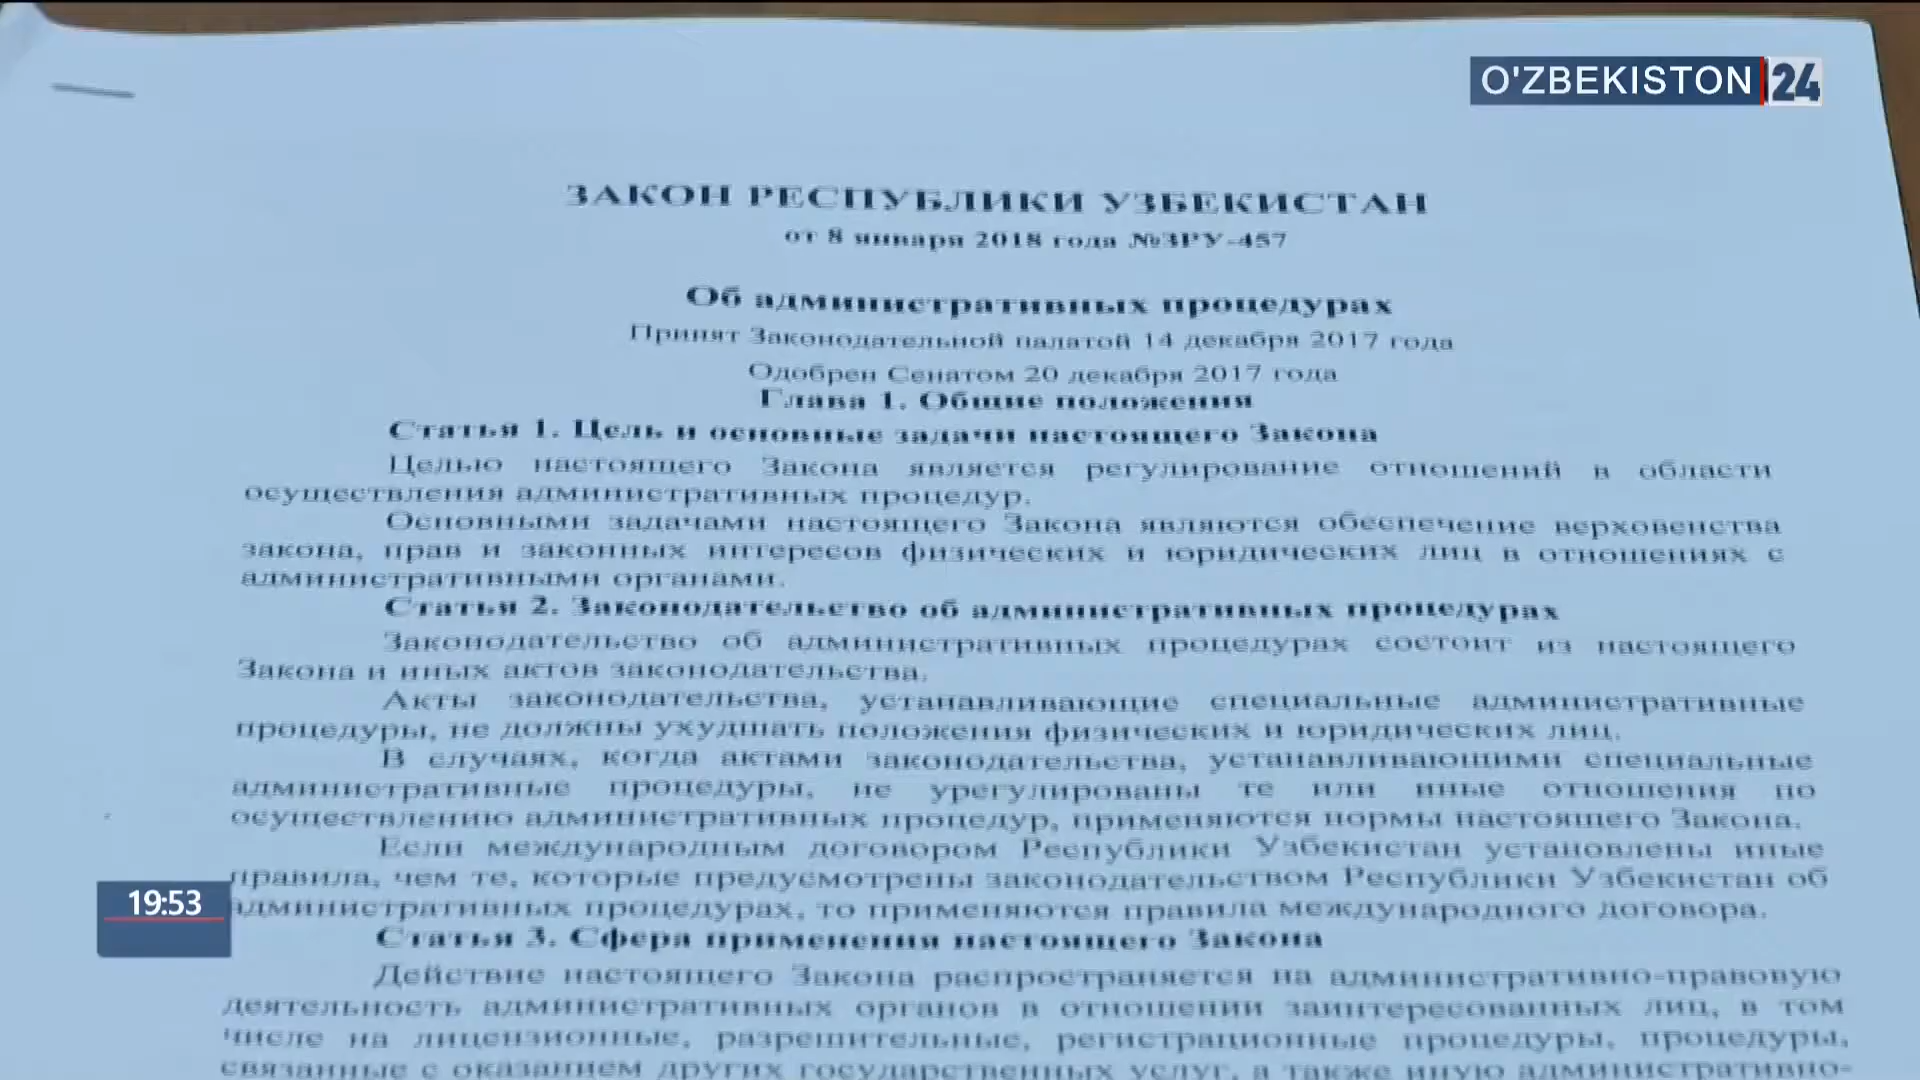 O'ZBEKISTON 24
ЗАКОН РЕСПУБЛИКИ УЗБЕКИСТАН
от 8 января 2018 года №ЗРУ-457
Об административных процедурах
Принят Законодательной палатой 14 декабря 2017 года
Одобрен Сенатом 20 декабря 2017 года
Глава 1. Общие положения
Статья 1. Цель и основные задачи настоящего Закона
Целью настоящего Закона является регулирование отношений в области
осуществления административных процедур.
Основными задачами настоящего Закона являются обеспечение верховенства
закона, прав и законных интересов физических и юридических лиц в отношениях с
административными органами.
Статья 2. Законодательство об административных процедурах
Законодательство об административных процедурах состоит из настоящего
Закона и иных актов законодательства.
Акты законодательства, устанавливающие специальные административные
процедуры, не должны ухудшать положения физических и юридических лиц.
В случаях, когда актами законодательства, устанавливающими специальные
административные процедуры, не урегулированы те или иные отношения по
осуществлению административных процедур, применяются нормы настоящего Закона.
Если международным договором Республики Узбекистан установлены иные
правила, чем те, которые предусмотрены законодательством Республики Узбекистан об
административных процедурах, то применяются правила международного договора.
19:53
Статья 3. Сфера применения настоящего Закона
Действие настоящего Закона распространяется на административно-правовую
деятельность административных органов в отношении заинтересованных лиц, в том
числе на лицензионные, разрешительные, регистрационные процедуры, процедуры,
связанные с оказанием других государственных услуг, а также иную административно-